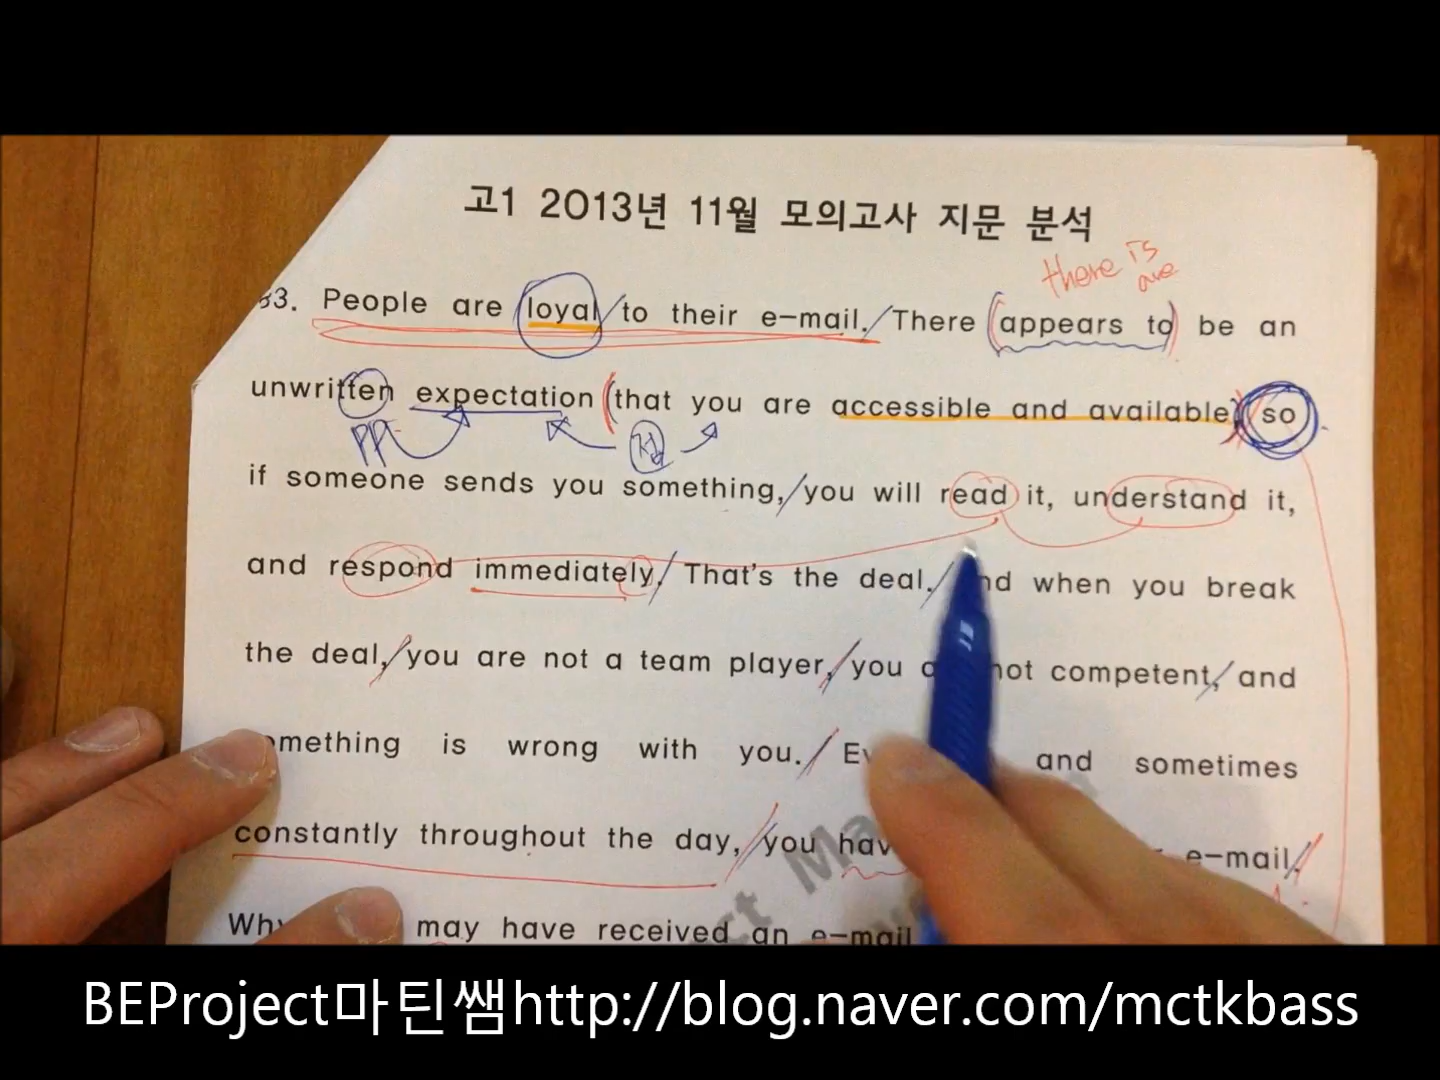 고1 2013년 11월 모의고사 지문 분석
there is
are
33. People are loyal to their e-mail. There appears to be an
unwritten expectation (that you are accessible and available, so
PP
if someone sends you something, you will read it, understand it,
and respond immediately. That's the deal. And when you break
the deal, you are not a team player, you not competent, and
something is wrong with you. and sometimes
constantly throughout the day, you e-mail.
may have received an e-mail
BEProject마틴쌤http://blog.naver.com/mctkbass